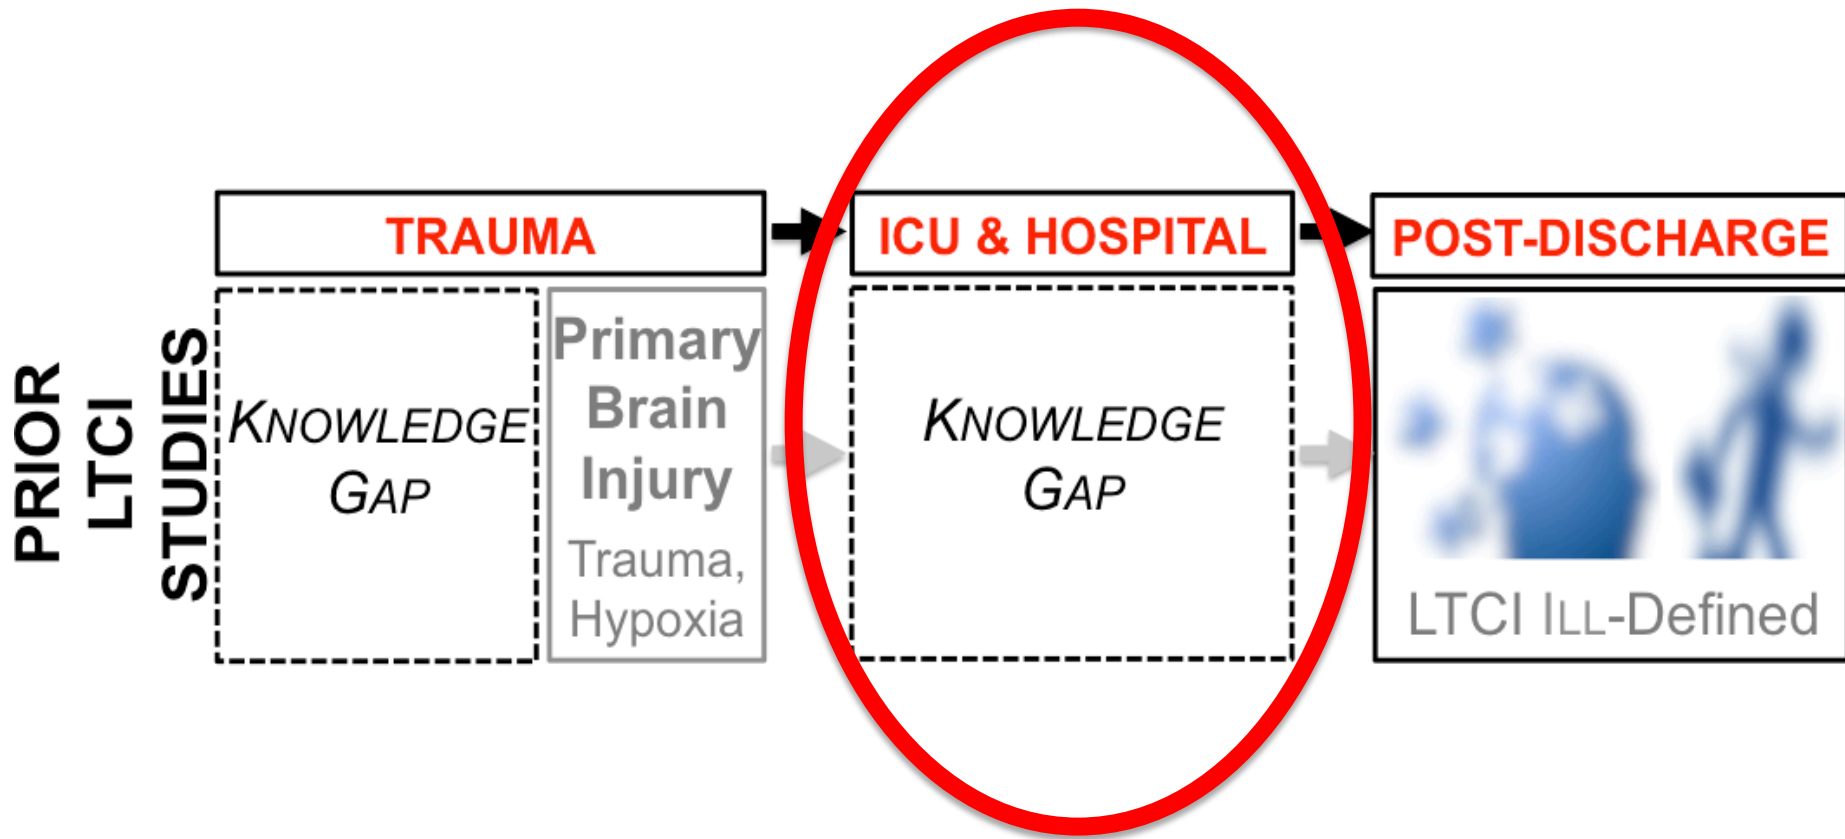 PRIOR
LTCI
STUDIES
TRAUMA
ICU & HOSPITAL
POST-DISCHARGE
KNOWLEDGE
GAP
Primary
Brain
Injury
Trauma,
Hypoxia
KNOWLEDGE
GAP
LTCI ILL-Defined